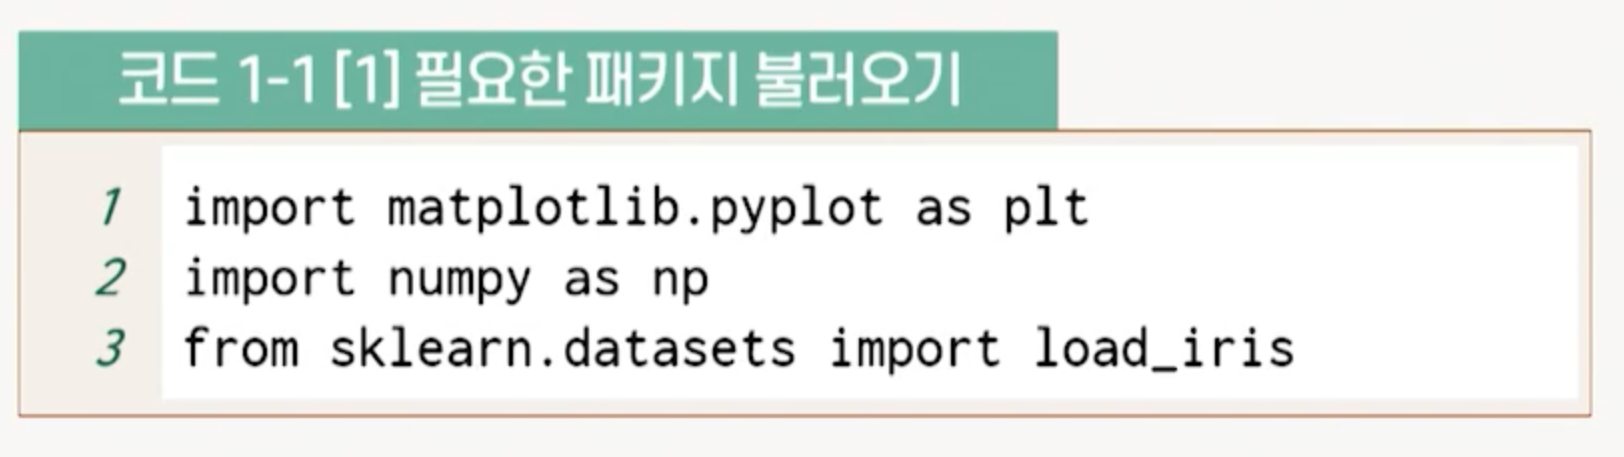 코드 1-1 [1] 필요한 패키지 불러오기
1 import matplotlib.pyplot as plt
2 import numpy as np
3 from sklearn.datasets import load_iris